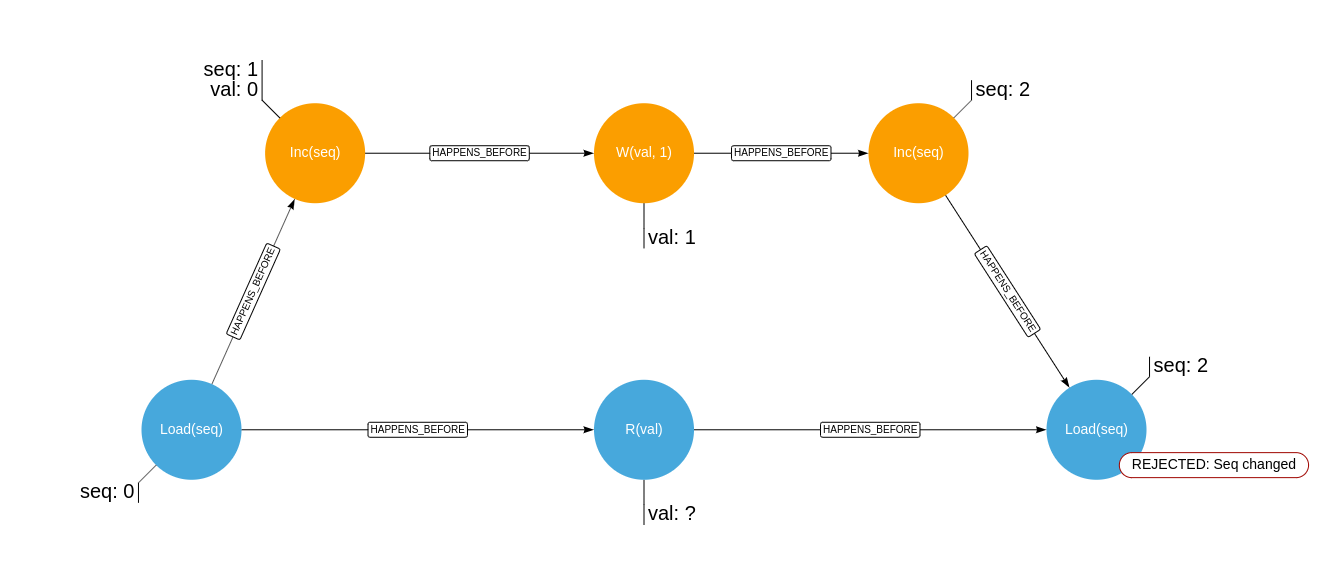 seq: 1
val: 0
seq: 2
Inc(seq)
HAPPENS_BEFORE
W(val, 1)
HAPPENS_BEFORE
Inc(seq)
val: 1
HAPPENS_BEFORE
HAPPENS_BEFORE
seq: 2
Load(seq)
HAPPENS_BEFORE
R(val)
HAPPENS_BEFORE
Load(seq)
REJECTED: Seq changed
seq: 0
val: ?